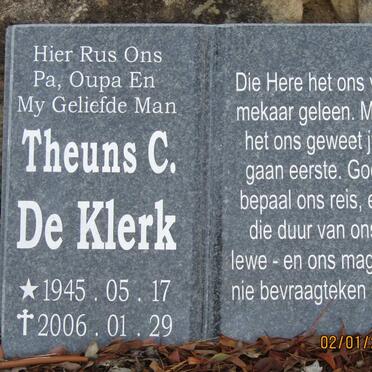 Hier Rus Ons
Pa, Oupa En
My Geliefde Man
Theuns C.
De Klerk
★ 1945 . 05 . 17
✝ 2006 . 01 . 29
Die Here het ons
mekaar geleen.
het ons geweet
gaan eerste.
bepaal ons reis,
die duur van
lewe - en ons
nie bevraagteken
02/01/